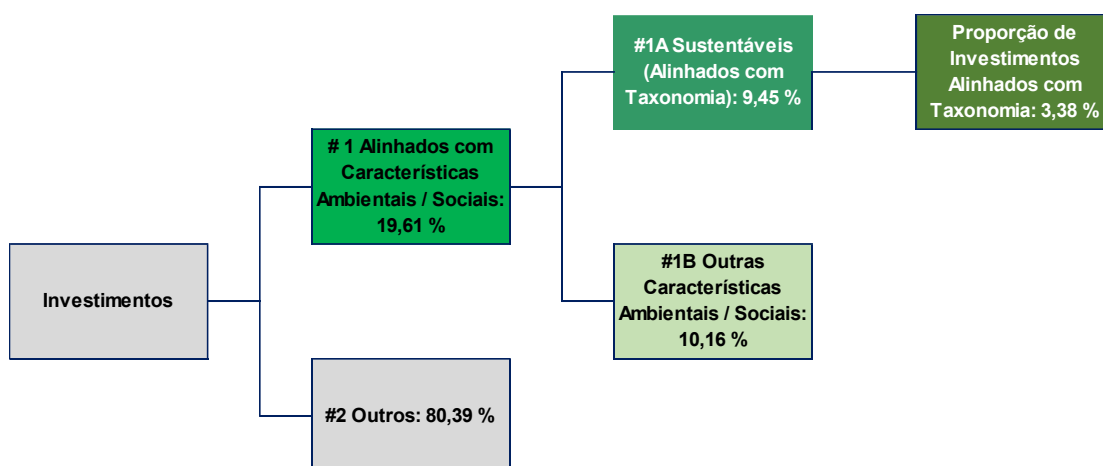 Investimentos
# 1 Alinhados com
Características
Ambientais / Sociais:
19,61 %
#2 Outros: 80,39 %
#1A Sustentáveis
(Alinhados com
Taxonomia): 9,45 %
#1B Outras
Características
Ambientais / Sociais:
10,16 %
Proporção de
Investimentos
Alinhados com
Taxonomia: 3,38 %